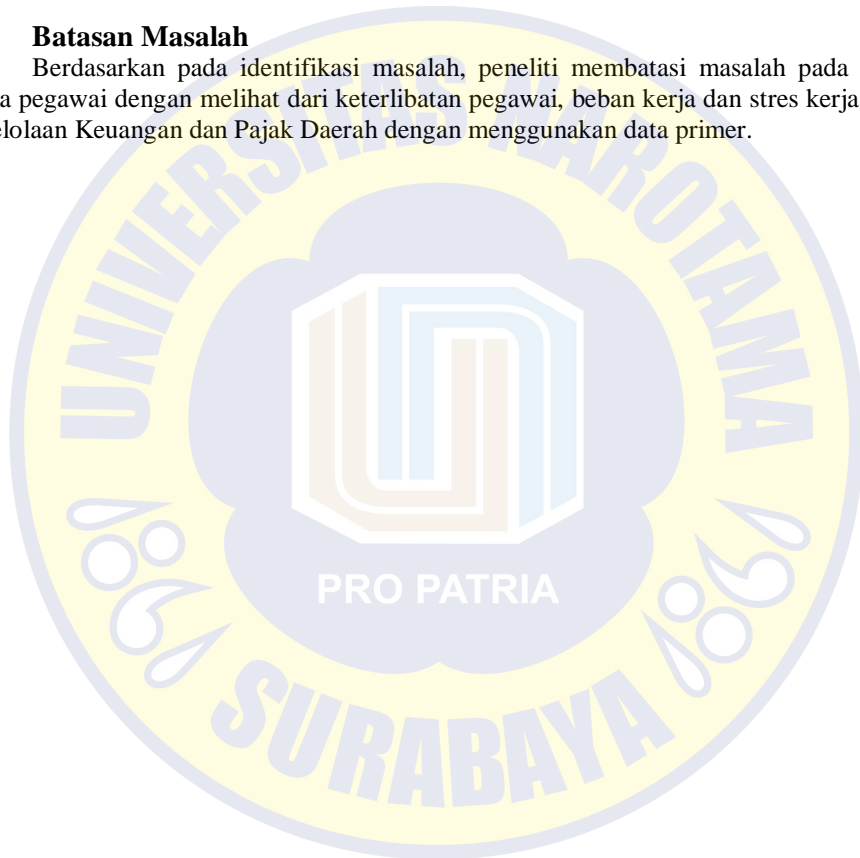 Batasan Masalah
Berdasarkan pada identifikasi masalah, peneliti membatasi masalah pada
a pegawai dengan melihat dari keterlibatan pegawai, beban kerja dan stres kerja
elolaan Keuangan dan Pajak Daerah dengan menggunakan data primer.
UNIVERSITAS NAROTAMA
PRO PATRIA
SURABAYA